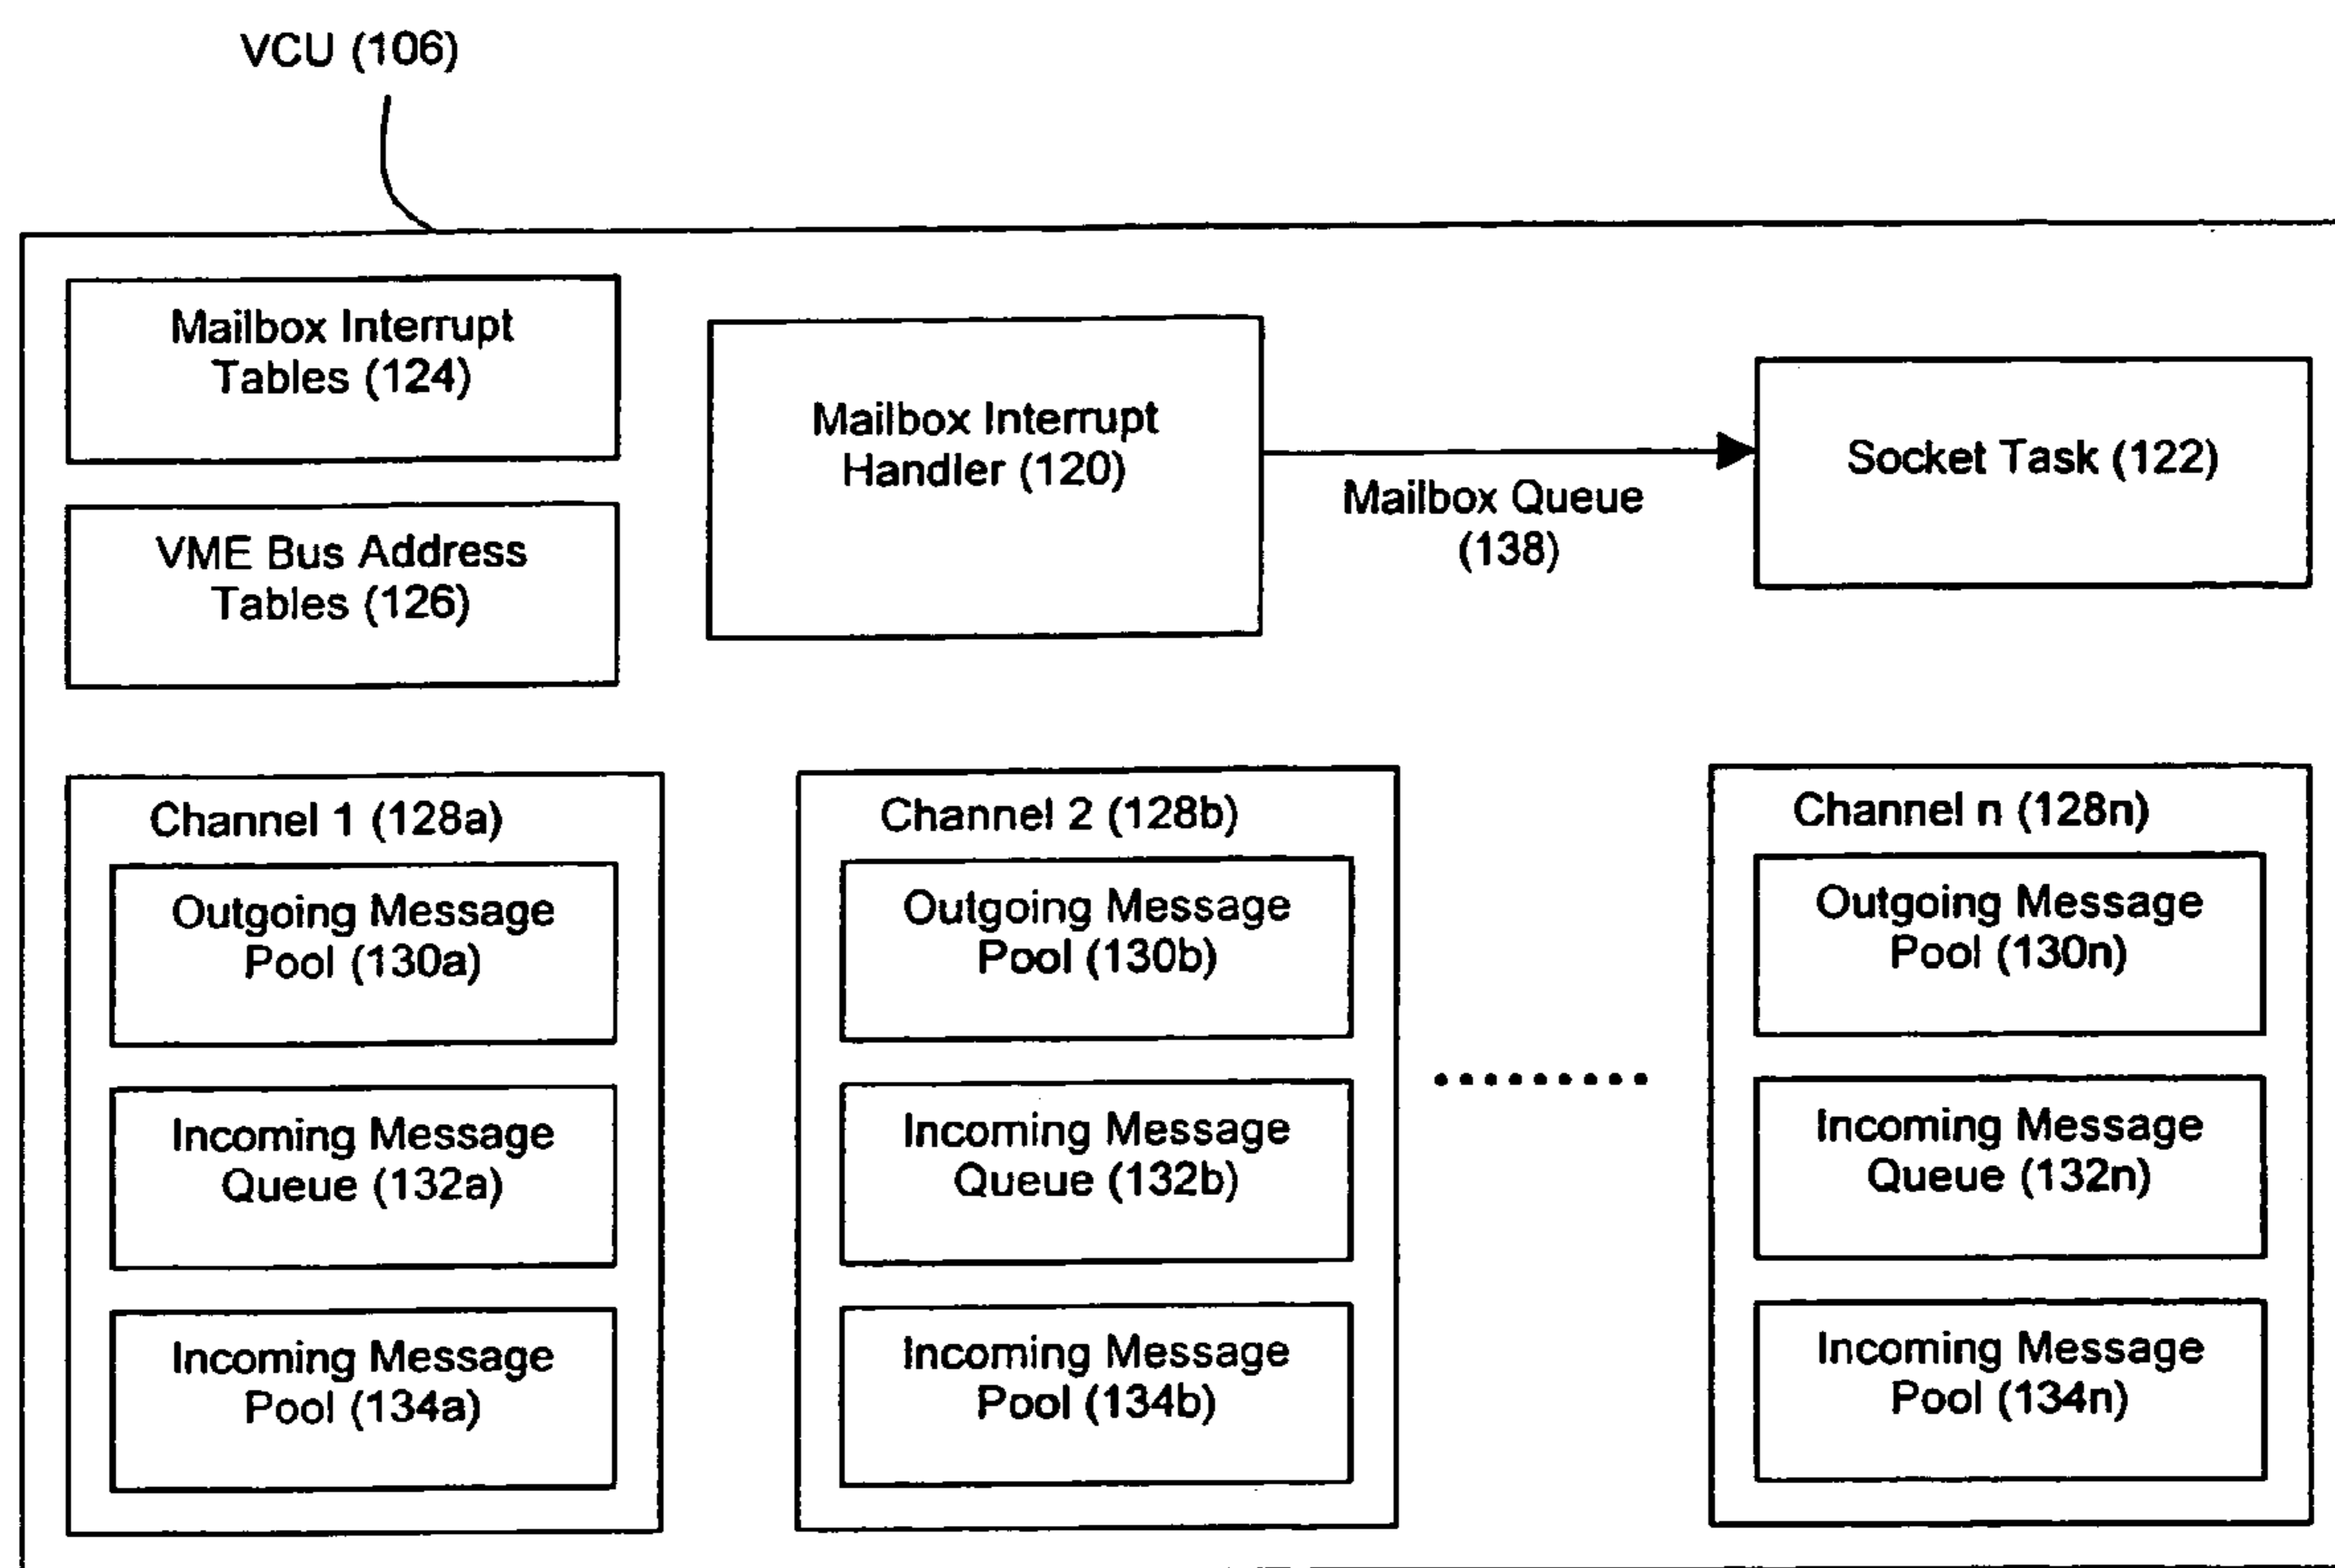 VCU (106)
Mailbox Interrupt
Tables (124)
Mailbox Interrupt
Handler (120)
Mailbox Queue
(138)
Socket Task (122)
VME Bus Address
Tables (126)
Channel 1 (128a)
Outgoing Message
Pool (130a)
Incoming Message
Queue (132a)
Incoming Message
Pool (134a)
Channel 2 (128b)
Outgoing Message
Pool (130b)
Incoming Message
Queue (132b)
Incoming Message
Pool (134b)
Channel n (128n)
Outgoing Message
Pool (130n)
Incoming Message
Queue (132n)
Incoming Message
Pool (134n)